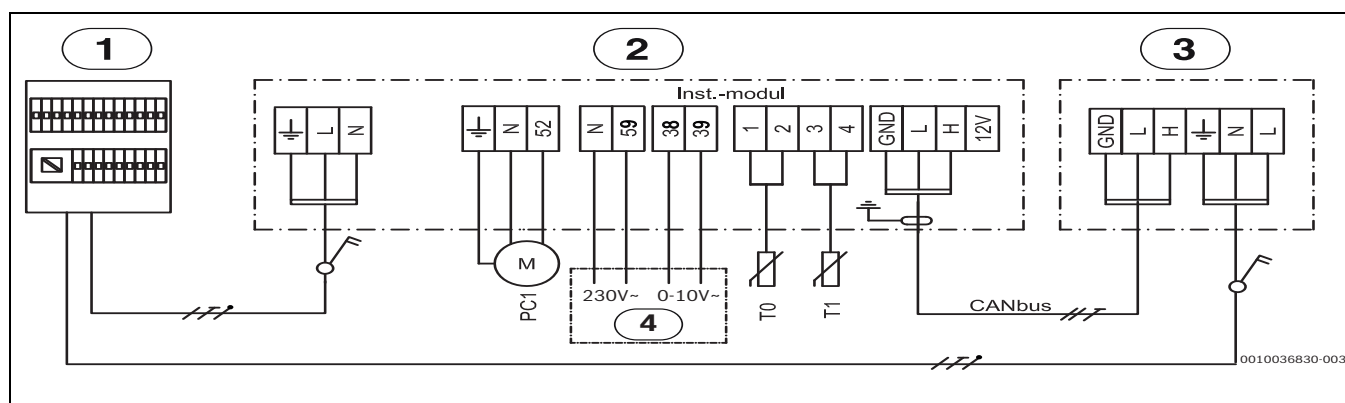 1 2 3
Inst.-modul
L N
N 52
N 59
38 39
1 2
3 4
GND L H 12V
GND L H N L
M
PC1
230V~ 0-10V~
4
T0
T1
CANbus
0010036830-003